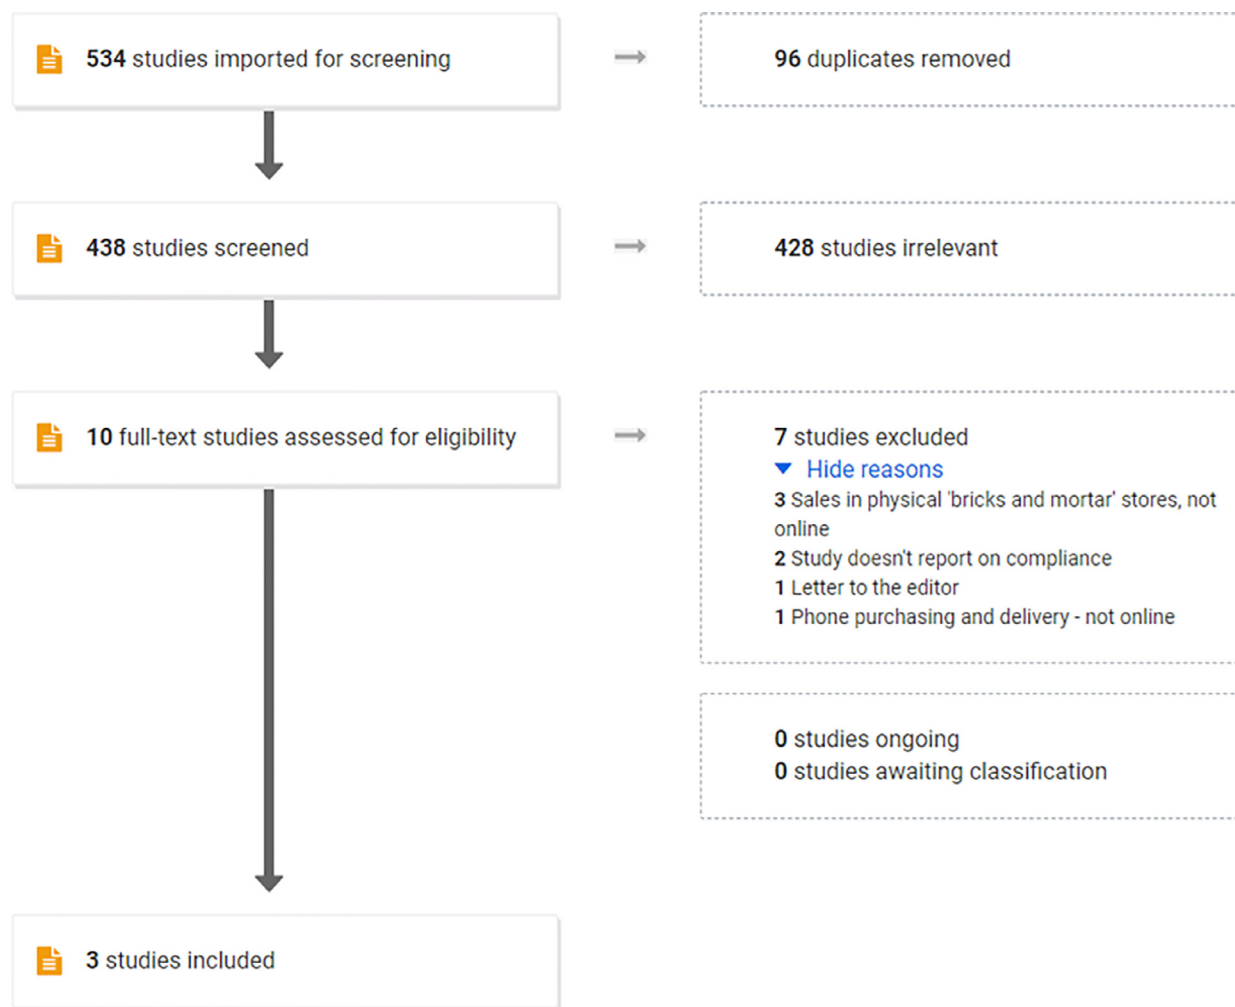 534 studies imported for screening
96 duplicates removed
438 studies screened
428 studies irrelevant
10 full-text studies assessed for eligibility
7 studies excluded
Hide reasons
3 Sales in physical 'bricks and mortar' stores, not
online
2 Study doesn't report on compliance
1 Letter to the editor
1 Phone purchasing and delivery - not online
0 studies ongoing
0 studies awaiting classification
3 studies included